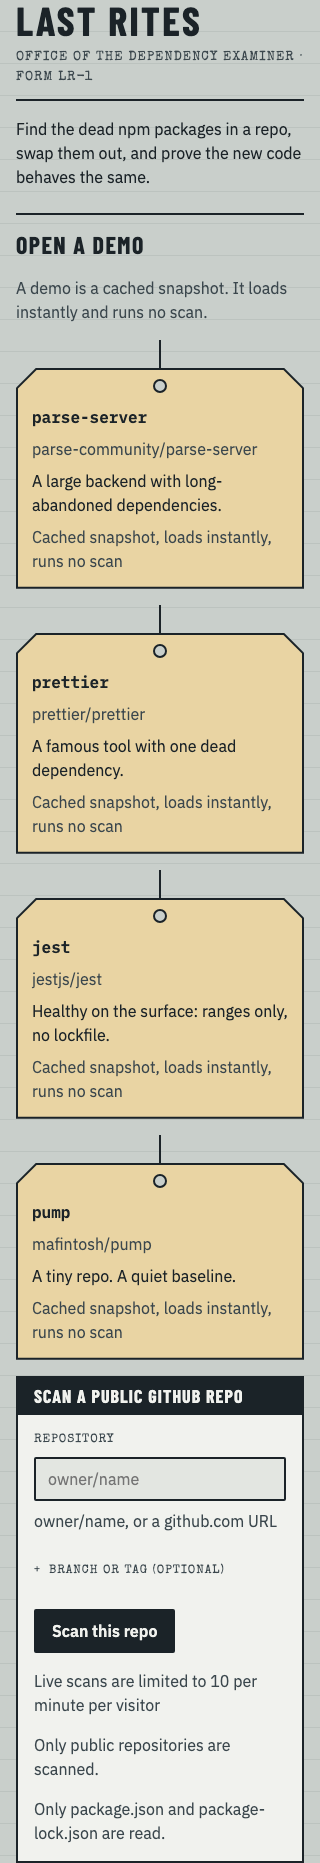 LAST RITES
OFFICE OF THE DEPENDENCY EXAMINER ·
FORM LR-1
Find the dead npm packages in a repo,
swap them out, and prove the new code
behaves the same.
OPEN A DEMO
A demo is a cached snapshot. It loads
instantly and runs no scan.
parse-server
parse-community/parse-server
A large backend with long-
abandoned dependencies.
Cached snapshot, loads instantly,
runs no scan
prettier
prettier/prettier
A famous tool with one dead
dependency.
Cached snapshot, loads instantly,
runs no scan
jest
jestjs/jest
Healthy on the surface: ranges only,
no lockfile.
Cached snapshot, loads instantly,
runs no scan
pump
mafintosh/pump
A tiny repo. A quiet baseline.
Cached snapshot, loads instantly,
runs no scan
SCAN A PUBLIC GITHUB REPO
REPOSITORY
owner/name
owner/name, or a github.com URL
+ BRANCH OR TAG (OPTIONAL)
Scan this repo
Live scans are limited to 10 per
minute per visitor
Only public repositories are
scanned.
Only package.json and package-
lock.json are read.